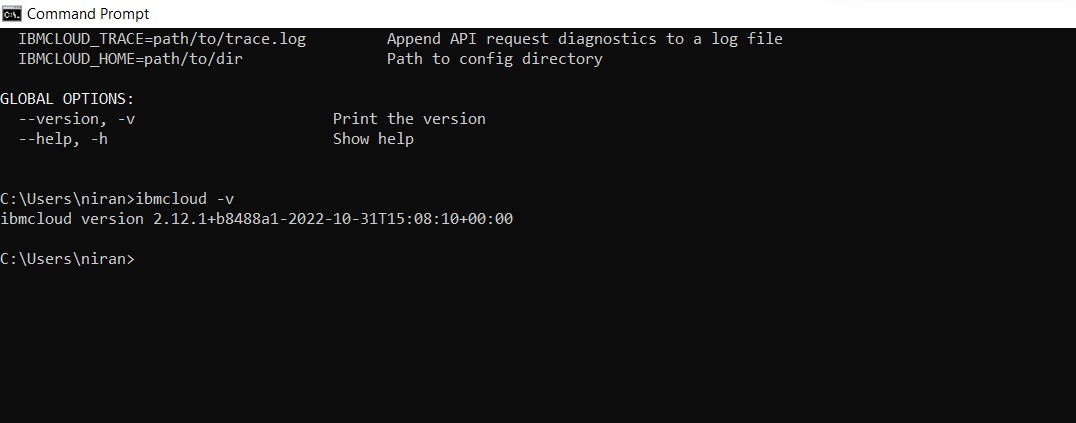 Command Prompt
IBMCLOUD_TRACE=path/to/trace.log Append API request diagnostics to a log file
IBMCLOUD_HOME=path/to/dir Path to config directory
GLOBAL OPTIONS:
--version, -v Print the version
--help, -h Show help
C:\Users\niran>ibmcloud -v
ibmcloud version 2.12.1+b8488a1-2022-10-31T15:08:10+00:00
C:\Users\niran>